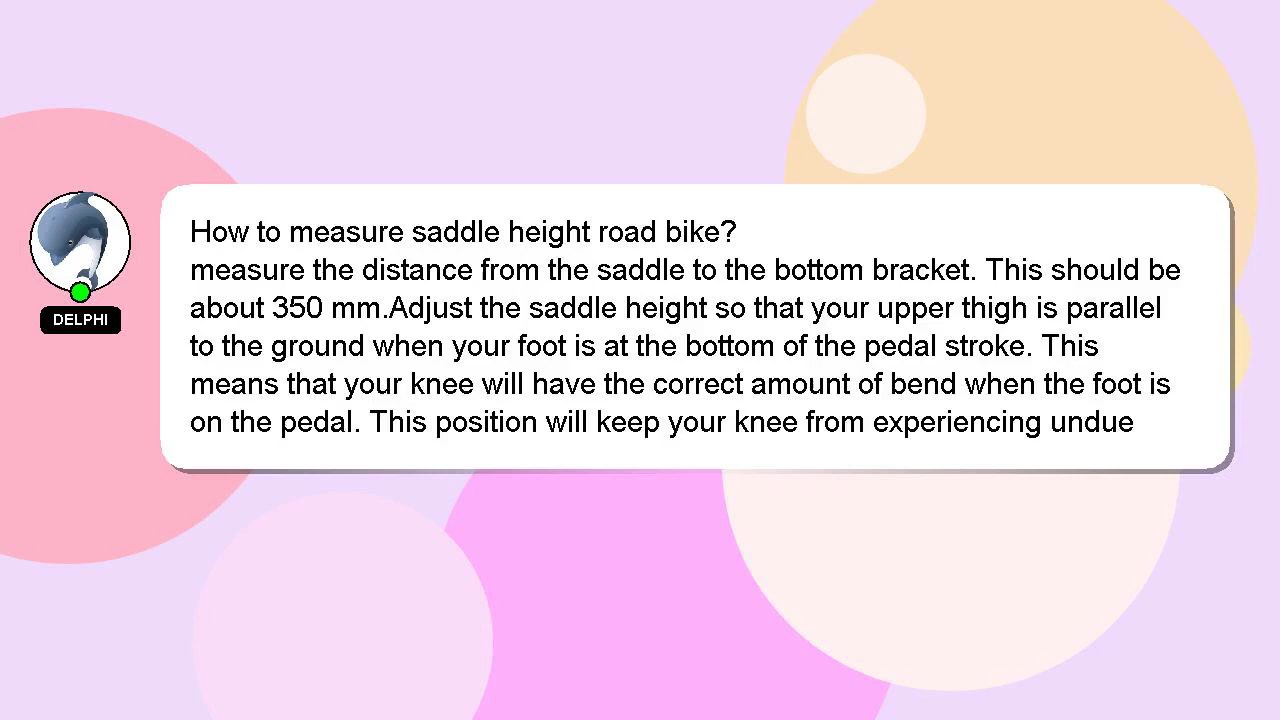 How to measure saddle height road bike?
measure the distance from the saddle to the bottom bracket. This should be
about 350 mm.Adjust the saddle height so that your upper thigh is parallel
to the ground when your foot is at the bottom of the pedal stroke. This
means that your knee will have the correct amount of bend when the foot is
on the pedal. This position will keep your knee from experiencing undue
DELPHI